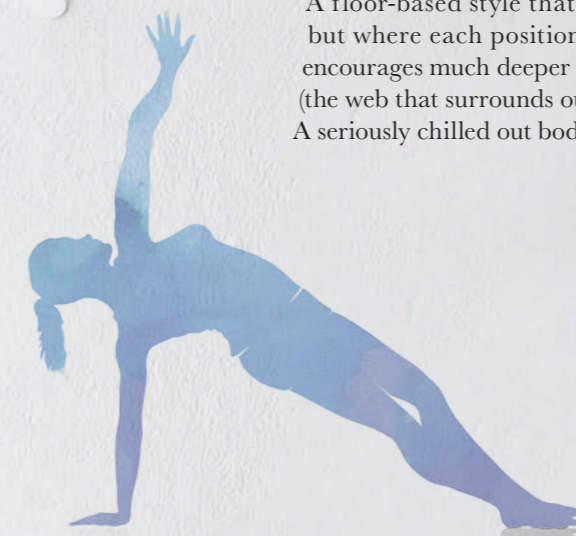 A floor-based style that
but where each position
encourages much deeper
(the web that surrounds
A seriously chilled out